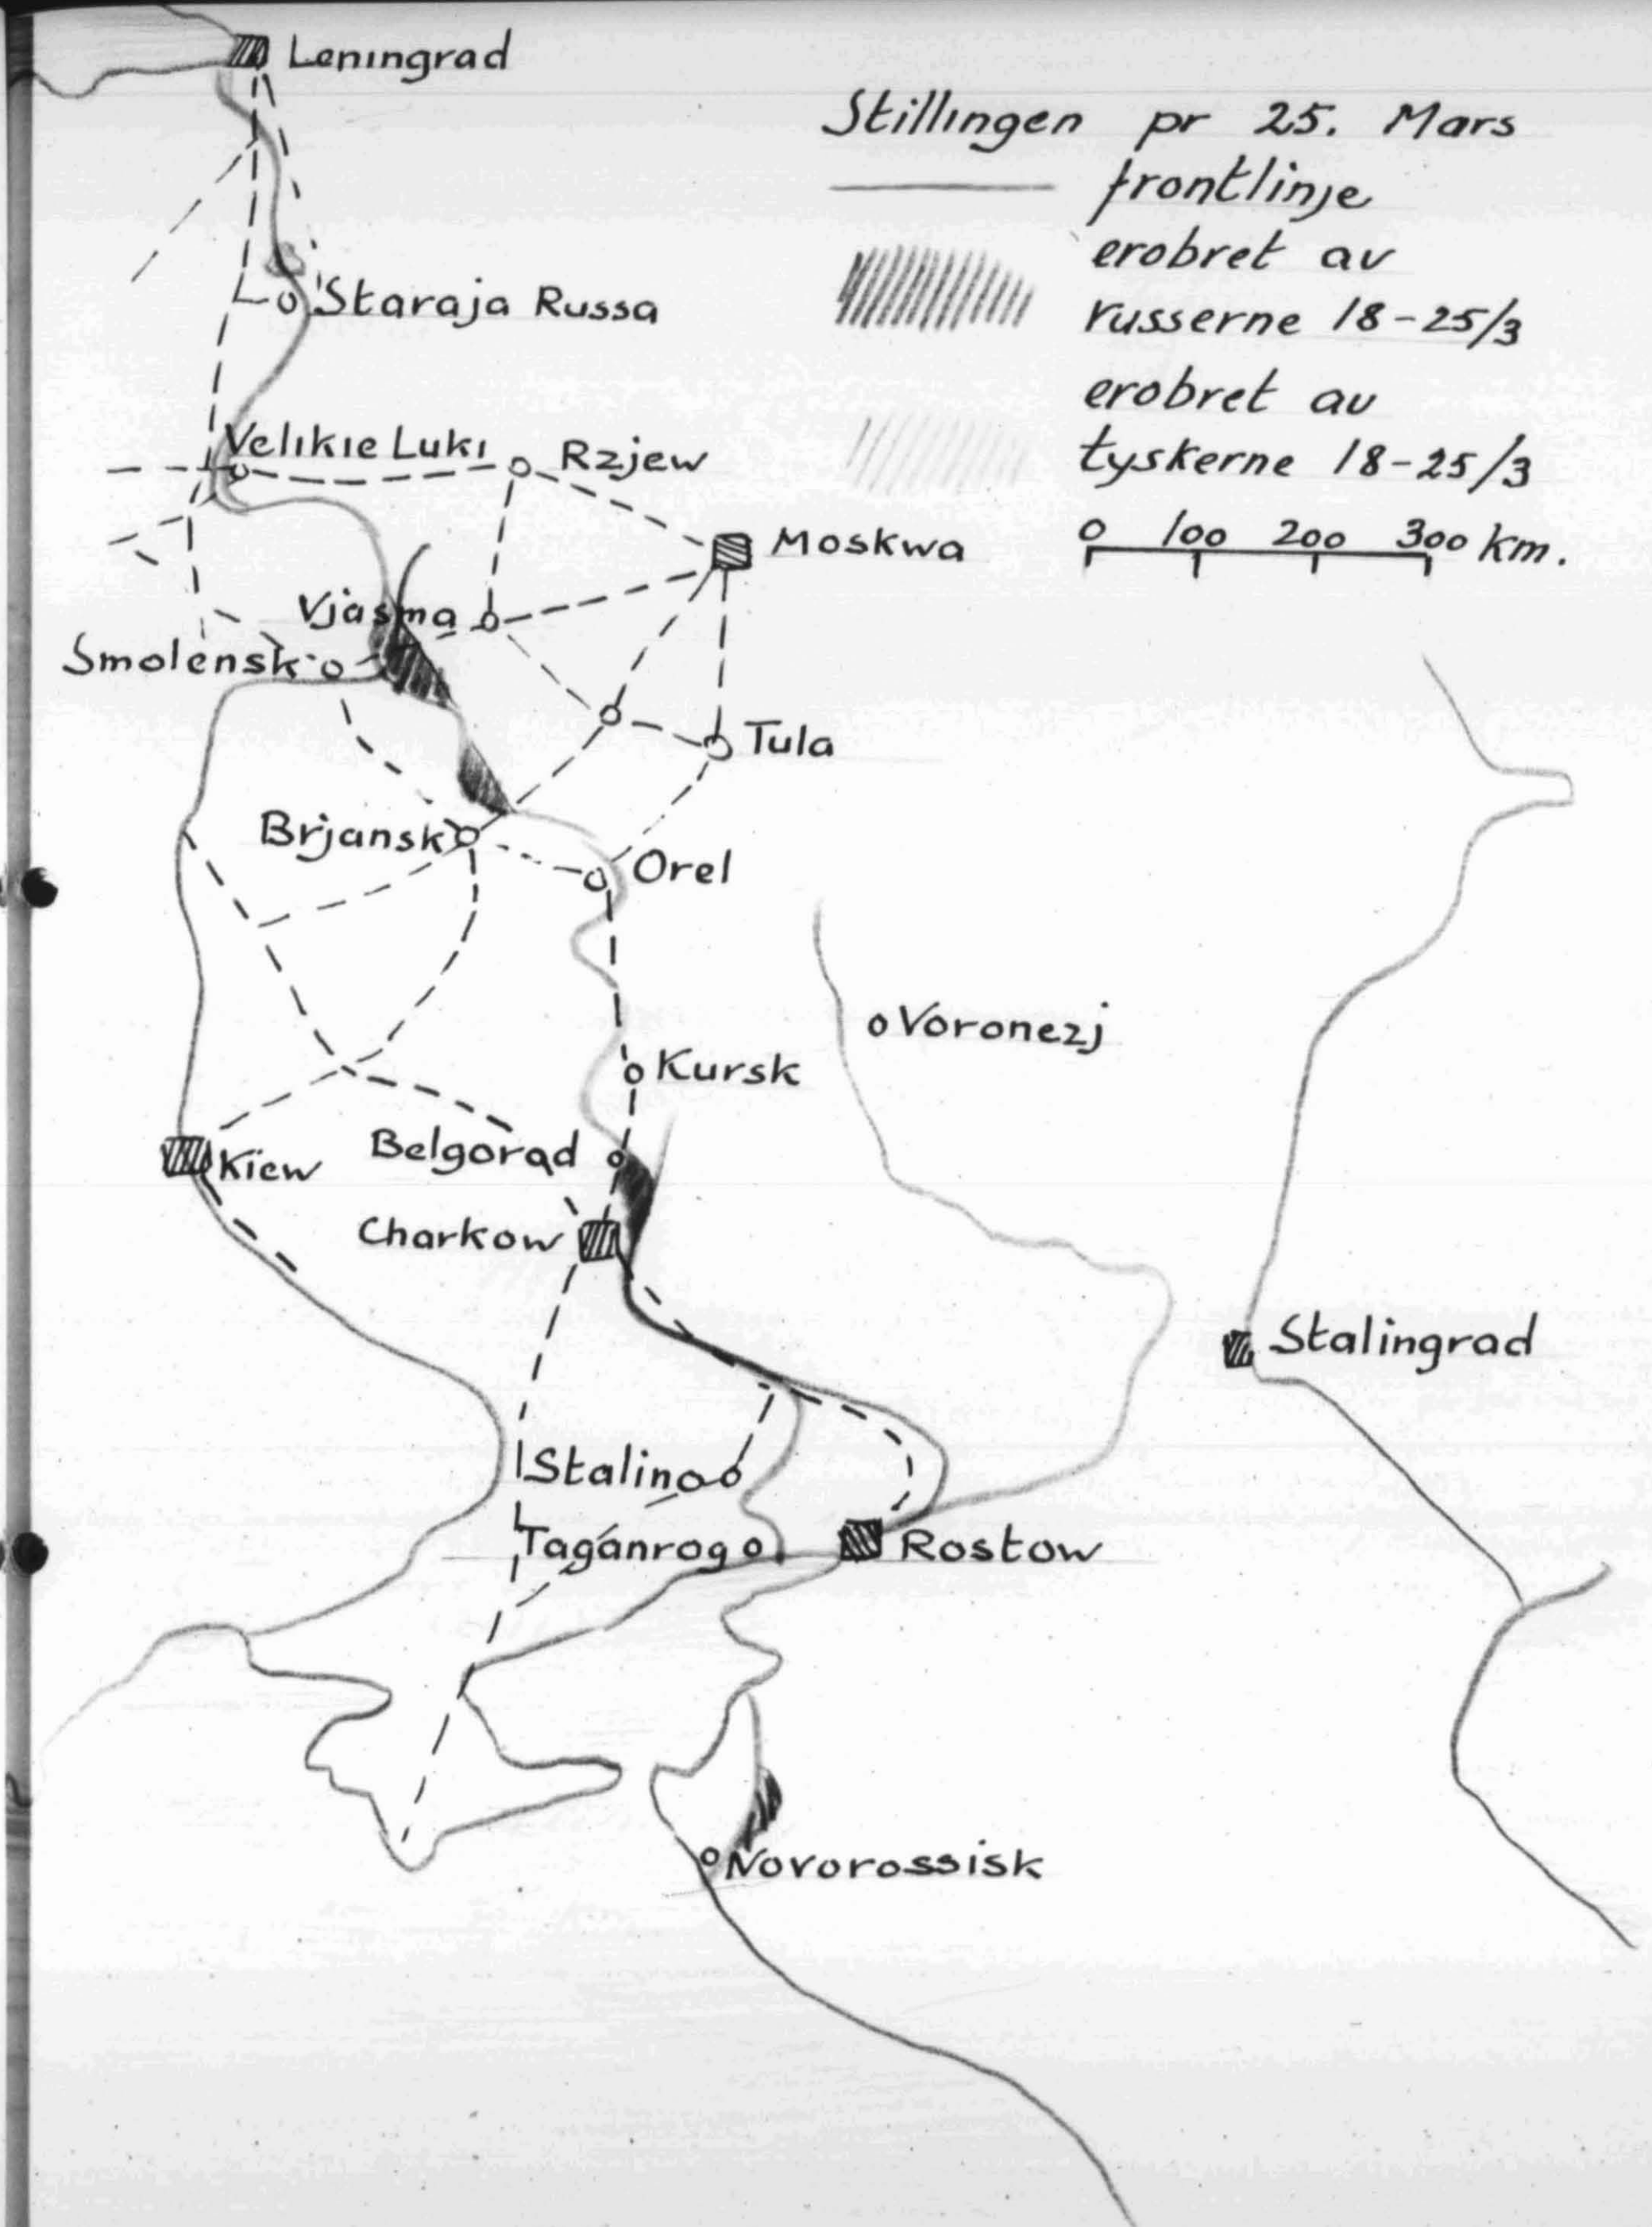 Leningrad
Stillingen pr 25. Mars
frontlinje
erobret av
russerne 18-25/3
Staraja Russa
erobret av
tyskerne 18-25/3
Velikie Luki
Rzjew
0 100 200 300 km.
Moskwa
Vjasma
Smolensk
Tula
Brjansk
Orel
Voronezj
Kursk
Belgorad
Kiew
Charkow
Stalingrad
Stalino
Taganrog
Rostow
Novorossisk